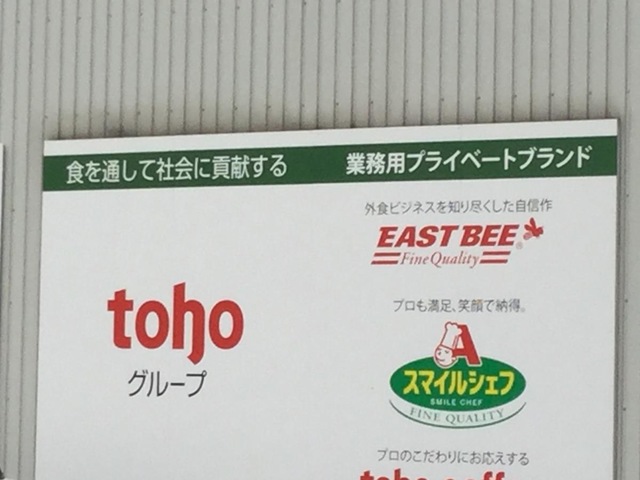 食を通して社会に貢献する
業務用プライベートブランド
toho
グループ
外食ビジネスを知り尽くした自信作
EAST BEE®
Fine Quality
プロも満足、笑顔で納得。
A
スマイルシェフ
SMILE CHEF
FINE QUALITY
プロのこだわりにお応えする
toho